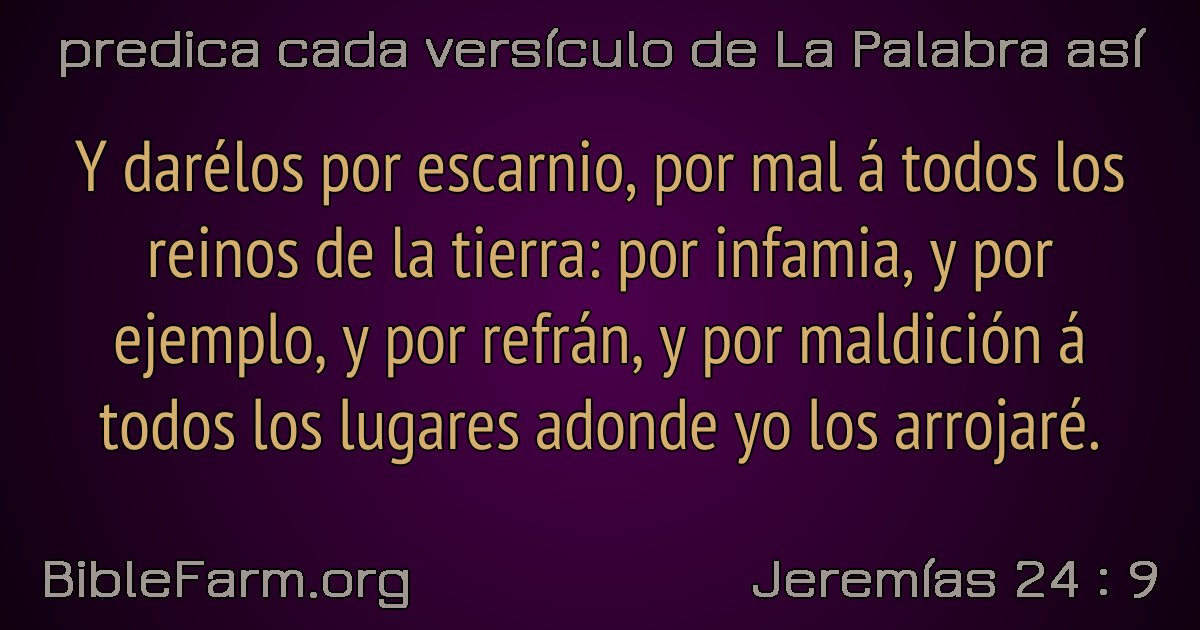 predica cada versículo de La Palabra así
Y darélos por escarnio, por mal á todos los
reinos de la tierra: por infamia, y por
ejemplo, y por refrán, y por maldición á
todos los lugares adonde yo los arrojaré.
BibleFarm.org
Jeremías 24 : 9